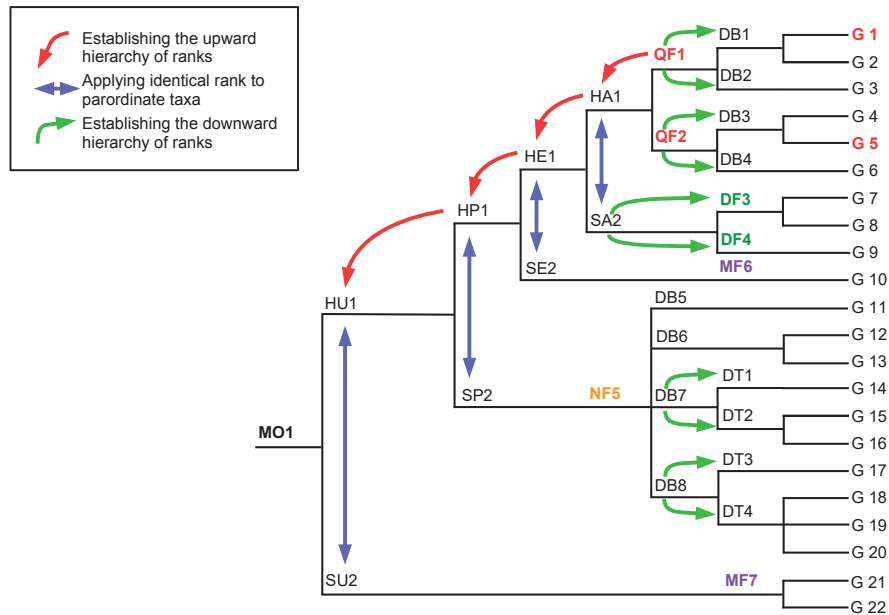 Establishing the upward
hierarchy of ranks
Applying identical rank to
parordinate taxa
Establishing the downward
hierarchy of ranks
MO1
HU1
SU2
HP1
SP2
HE1
SE2
HA1
SA2
QF1
QF2
DF3
DF4
MF6
NF5
MF7
DB1
DB2
DB3
DB4
DB5
DB6
DB7
DB8
DT1
DT2
DT3
DT4
G 1
G 2
G 3
G 4
G 5
G 6
G 7
G 8
G 9
G 10
G 11
G 12
G 13
G 14
G 15
G 16
G 17
G 18
G 19
G 20
G 21
G 22